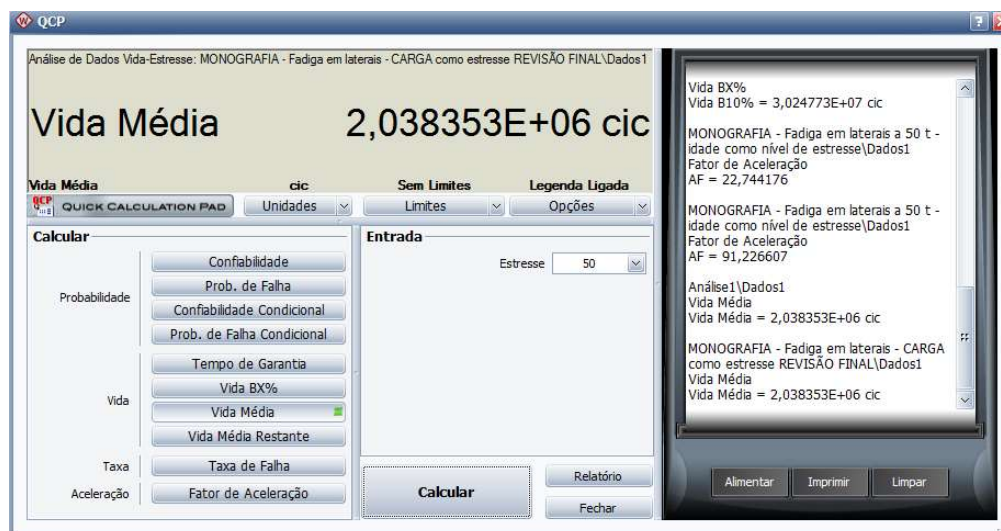 QCP
Análise de Dados Vida-Estresse: MONOGRAFIA - Fadiga em laterais - CARGA como estresse REVISÃO FINAL\Dados1
Vida Média 2,038353E+06 cic
Vida Média cic Sem Limites Legenda Ligada
QCP QUICK CALCULATION PAD Unidades Limites Opções
Calcular
Probabilidade
Confiabilidade
Prob. de Falha
Confiabilidade Condicional
Prob. de Falha Condicional
Vida
Tempo de Garantia
Vida BX%
Vida Média
Vida Média Restante
Taxa
Taxa de Falha
Aceleração
Fator de Aceleração
Entrada
Estresse 50
Calcular
Relatório
Fechar
Vida BX%
Vida B10% = 3,024773E+07 cic
MONOGRAFIA - Fadiga em laterais a 50 t -
idade como nível de estresse\Dados1
Fator de Aceleração
AF = 22,744176
MONOGRAFIA - Fadiga em laterais a 50 t -
idade como nível de estresse\Dados1
Fator de Aceleração
AF = 91,226607
Análise1\Dados1
Vida Média
Vida Média = 2,038353E+06 cic
MONOGRAFIA - Fadiga em laterais - CARGA
como estresse REVISÃO FINAL\Dados1
Vida Média
Vida Média = 2,038353E+06 cic
Alimentar Imprimir Limpar